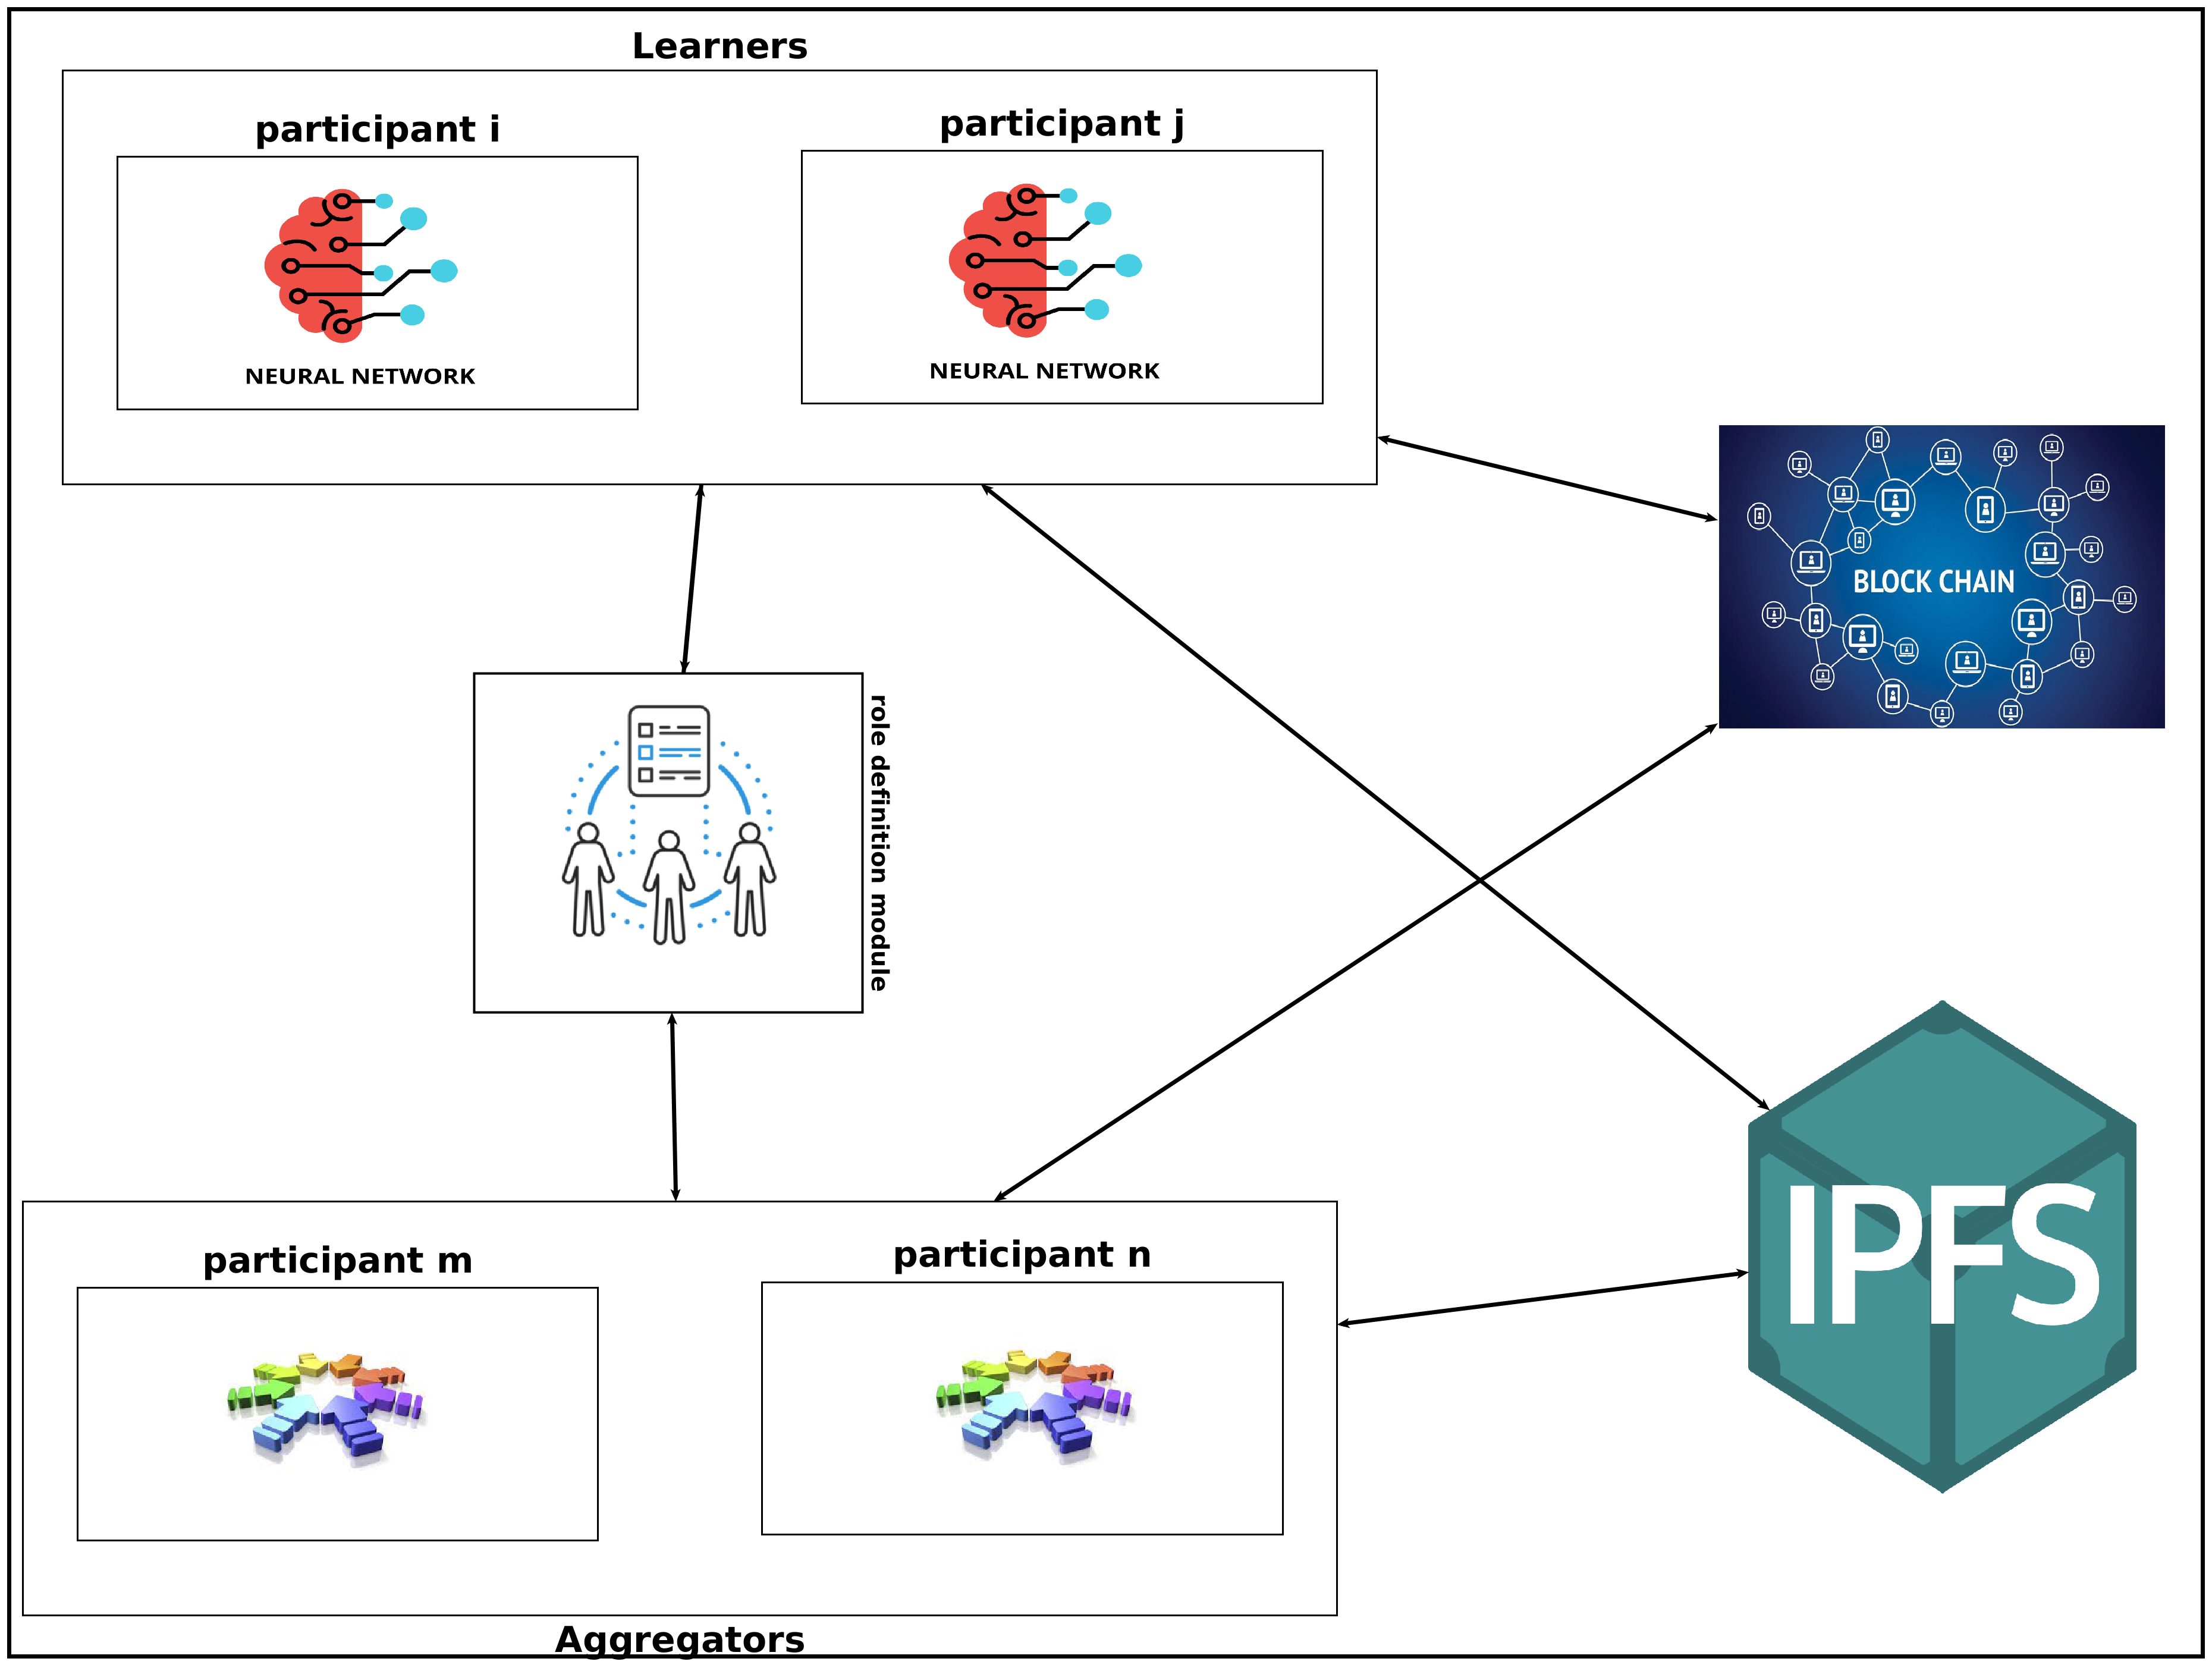 Learners
participant i
participant j
NEURAL NETWORK
NEURAL NETWORK
BLOCK CHAIN
role definition module
IPFS
participant m
participant n
Aggregators